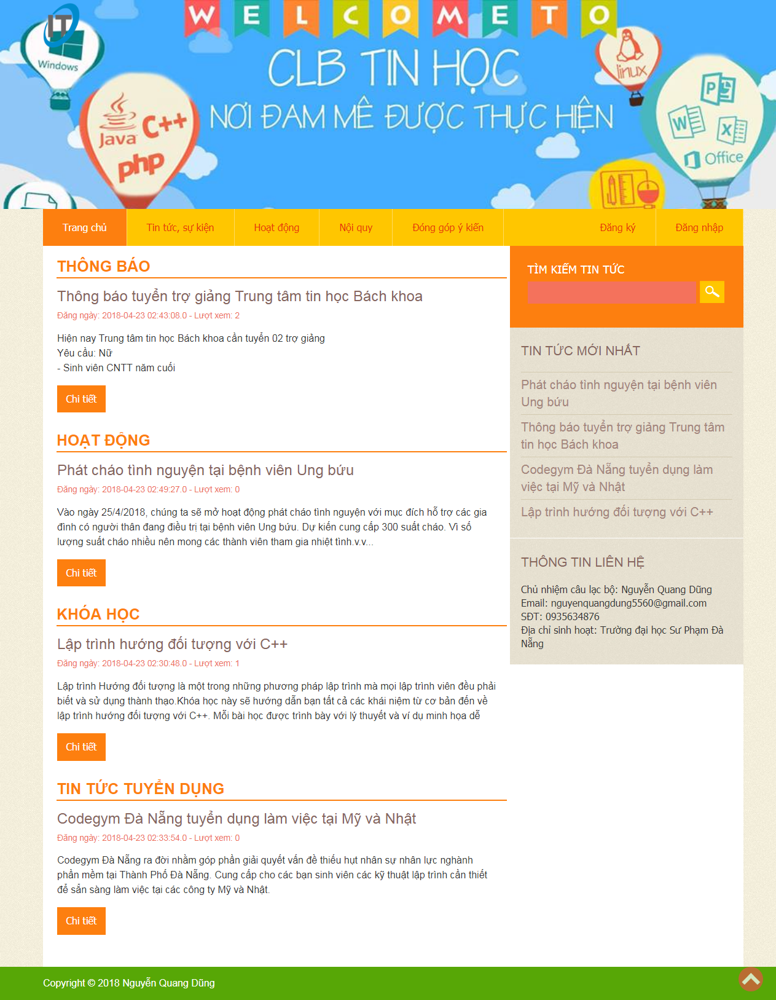 WELCOME TO
IT
CLB TIN HỌC
NƠI ĐAM MÊ ĐƯỢC THỰC HIỆN
Windows
Java C++
php
linux
Office
Trang chủ
Tin tức, sự kiện
Hoạt động
Nội quy
Đóng góp ý kiến
Đăng ký
Đăng nhập
THÔNG BÁO
Thông báo tuyển trợ giảng Trung tâm tin học Bách khoa
Đăng ngày: 2018-04-23 02:43:08.0 - Lượt xem: 2
Hiện nay Trung tâm tin học Bách khoa cần tuyển 02 trợ giảng
Yêu cầu: Nữ
- Sinh viên CNTT năm cuối
Chi tiết
HOẠT ĐỘNG
Phát cháo tình nguyện tại bệnh viên Ung bứu
Đăng ngày: 2018-04-23 02:49:27.0 - Lượt xem: 0
Vào ngày 25/4/2018, chúng ta sẽ mở hoạt động phát cháo tình nguyện với mục đích hỗ trợ các gia
đình có người thân đang điều trị tại bệnh viên Ung bứu. Dự kiến cung cấp 300 suất cháo. Vì số
lượng suất cháo nhiều nên mong các thành viên tham gia nhiệt tình.v.v...
Chi tiết
KHÓA HỌC
Lập trình hướng đối tượng với C++
Đăng ngày: 2018-04-23 02:30:48.0 - Lượt xem: 1
Lập trình Hướng đối tượng là một trong những phương pháp lập trình mà mọi lập trình viên đều phải
biết và sử dụng thành thạo.Khóa học này sẽ hướng dẫn bạn tất cả các khái niệm từ cơ bản đến về
lập trình hướng đối tượng với C++. Mỗi bài học được trình bày với lý thuyết và ví dụ minh họa dễ
Chi tiết
TIN TỨC TUYỂN DỤNG
Codegym Đà Nẵng tuyển dụng làm việc tại Mỹ và Nhật
Đăng ngày: 2018-04-23 02:33:54.0 - Lượt xem: 0
Codegym Đà Nẵng ra đời nhằm góp phần giải quyết vấn đề thiếu hụt nhân sự nhân lực nghành
phần mềm tại Thành Phố Đà Nẵng. Cung cấp cho các bạn sinh viên các kỹ thuật lập trình cần thiết
để sẵn sàng làm việc tại các công ty Mỹ và Nhật.
Chi tiết
TÌM KIẾM TIN TỨC
TIN TỨC MỚI NHẤT
Phát cháo tình nguyện tại bệnh viên
Ung bứu
Thông báo tuyển trợ giảng Trung tâm
tin học Bách khoa
Codegym Đà Nẵng tuyển dụng làm
việc tại Mỹ và Nhật
Lập trình hướng đối tượng với C++
THÔNG TIN LIÊN HỆ
Chủ nhiệm câu lạc bộ: Nguyễn Quang Dũng
Email: nguyenquangdung5560@gmail.com
SĐT: 0935634876
Địa chỉ sinh hoạt: Trường đại học Sư Phạm Đà
Nẵng
Copyright © 2018 Nguyễn Quang Dũng